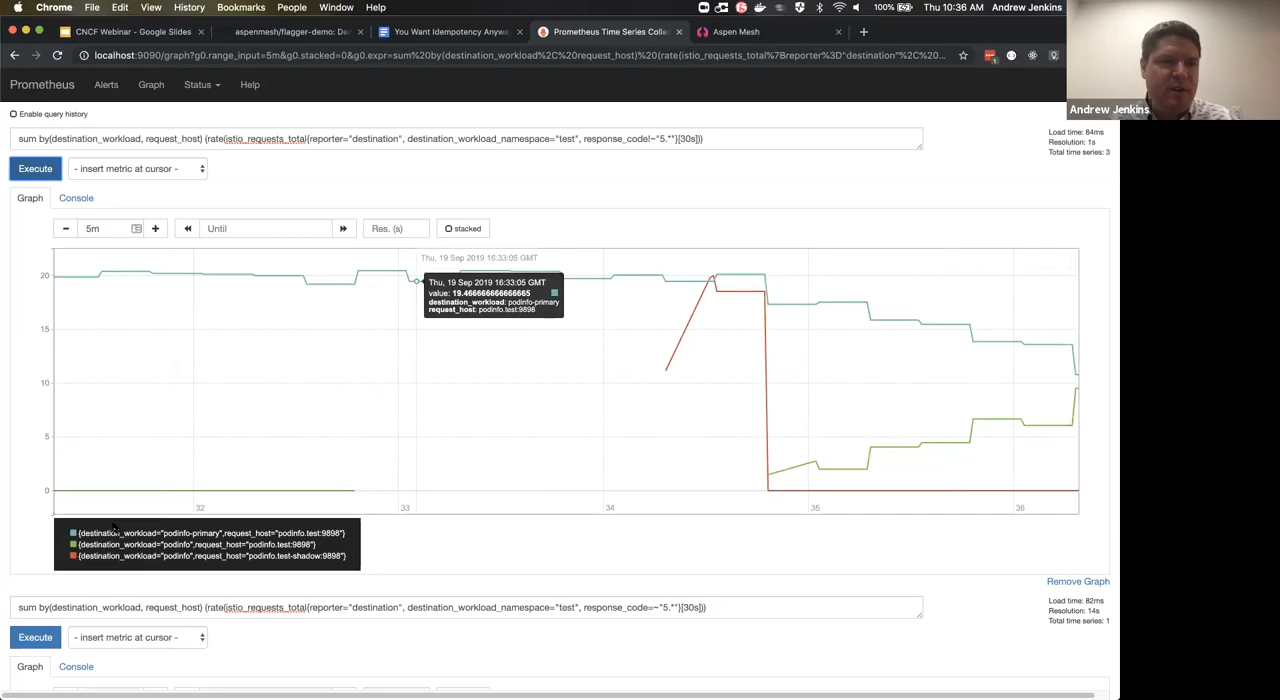 Chrome File Edit View History Bookmarks People Window Help 100% Thu 10:36 AM Andrew Jenkins
CNCF Webinar - Google Slides aspenmesh/flagger-demo: De You Want Idempotency Anyw Prometheus Time Series Collec Aspen Mesh
localhost:9090/graph?g0.range_input=5m&g0.stacked=0&g0.expr=sum%20by(destination_workload%2C%20request_host)%20(rate(istio_requests_total%7Breporter%3D"destination"%2C%20...
Andrew Jenkins
Prometheus Alerts Graph Status Help
Enable query history
sum by(destination_workload, request_host) (rate(istio_requests_total{reporter="destination", destination_workload_namespace="test", response_code!~"5.*"}[30s]))
Load time: 84ms
Resolution: 1s
Total time series: 3
Execute - insert metric at cursor -
Graph Console
5m Until Res. (s) stacked
Thu, 19 Sep 2019 16:33:05 GMT
Thu, 19 Sep 2019 16:33:05 GMT
value: 19.466666666666665
destination_workload: podinfo-primary
request_host: podinfo.test:9898
20
15
10
5
0
32 33 34 35 36
{destination_workload="podinfo-primary",request_host="podinfo.test:9898"}
{destination_workload="podinfo",request_host="podinfo.test:9898"}
{destination_workload="podinfo",request_host="podinfo.test-shadow:9898"}
Remove Graph
sum by(destination_workload, request_host) (rate(istio_requests_total{reporter="destination", destination_workload_namespace="test", response_code=~"5.*"}[30s]))
Load time: 82ms
Resolution: 14s
Total time series: 1
Execute - insert metric at cursor -
Graph Console